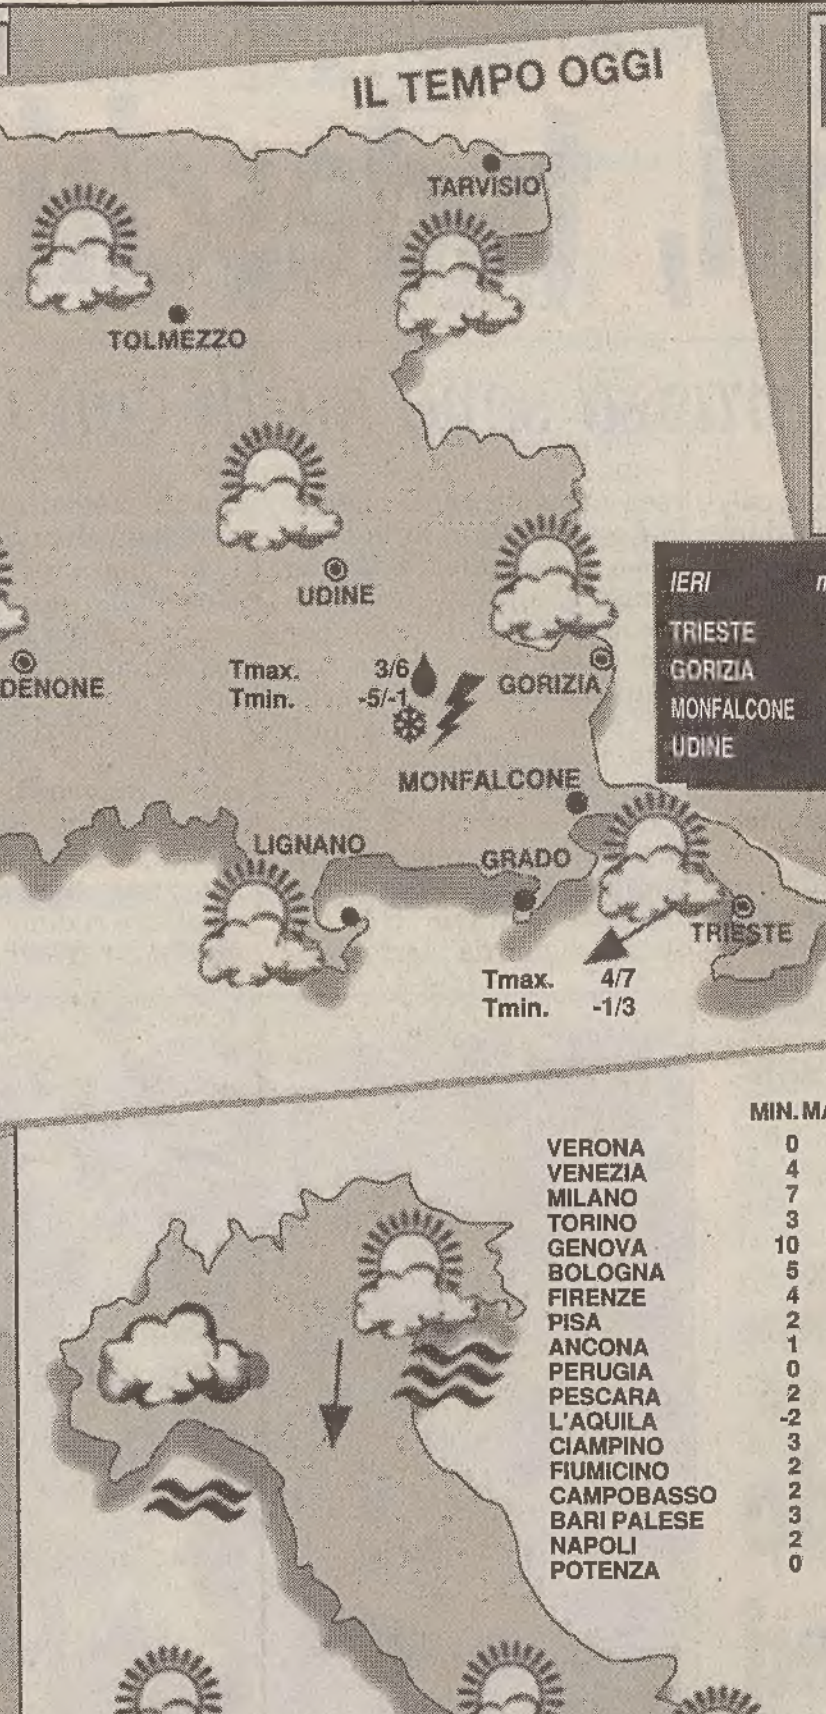 IL TEMPO OGGI
TARVISIO
TOLMEZZO
UDINE
IERI
TRIESTE
GORIZIA
MONFALCONE
UDINE
DENONE
Tmax. 3/6
Tmin. -5/-1
GORIZIA
MONFALCONE
LIGNANO
GRADO
TRIESTE
Tmax. 4/7
Tmin. -1/3
MIN. MA
VERONA 0
VENEZIA 4
MILANO 7
TORINO 3
GENOVA 10
BOLOGNA 5
FIRENZE 4
PISA 2
ANCONA 1
PERUGIA 0
PESCARA 2
L'AQUILA -2
CIAMPINO 3
FIUMICINO 2
CAMPOBASSO 2
BARI PALESE 3
NAPOLI 2
POTENZA 0